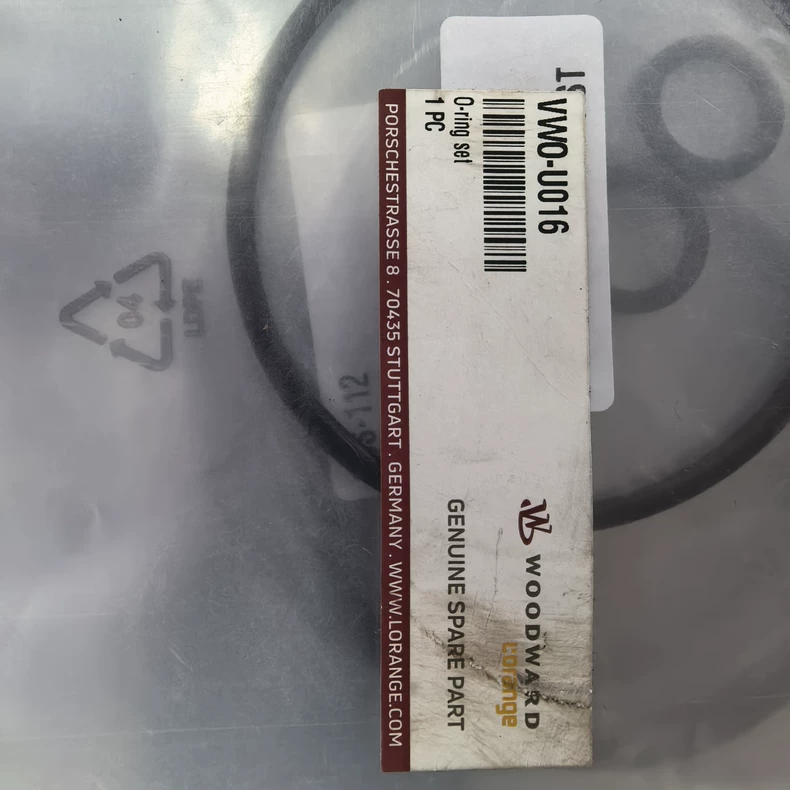 VWO-U016
O-ring set
1 PC
WOODWARD
L'orange
GENUINE SPARE PART
PORSCHESTRASSE 8 . 70435 STUTTGART . GERMANY . WWW.LORANGE.COM
04
LDPE
-112